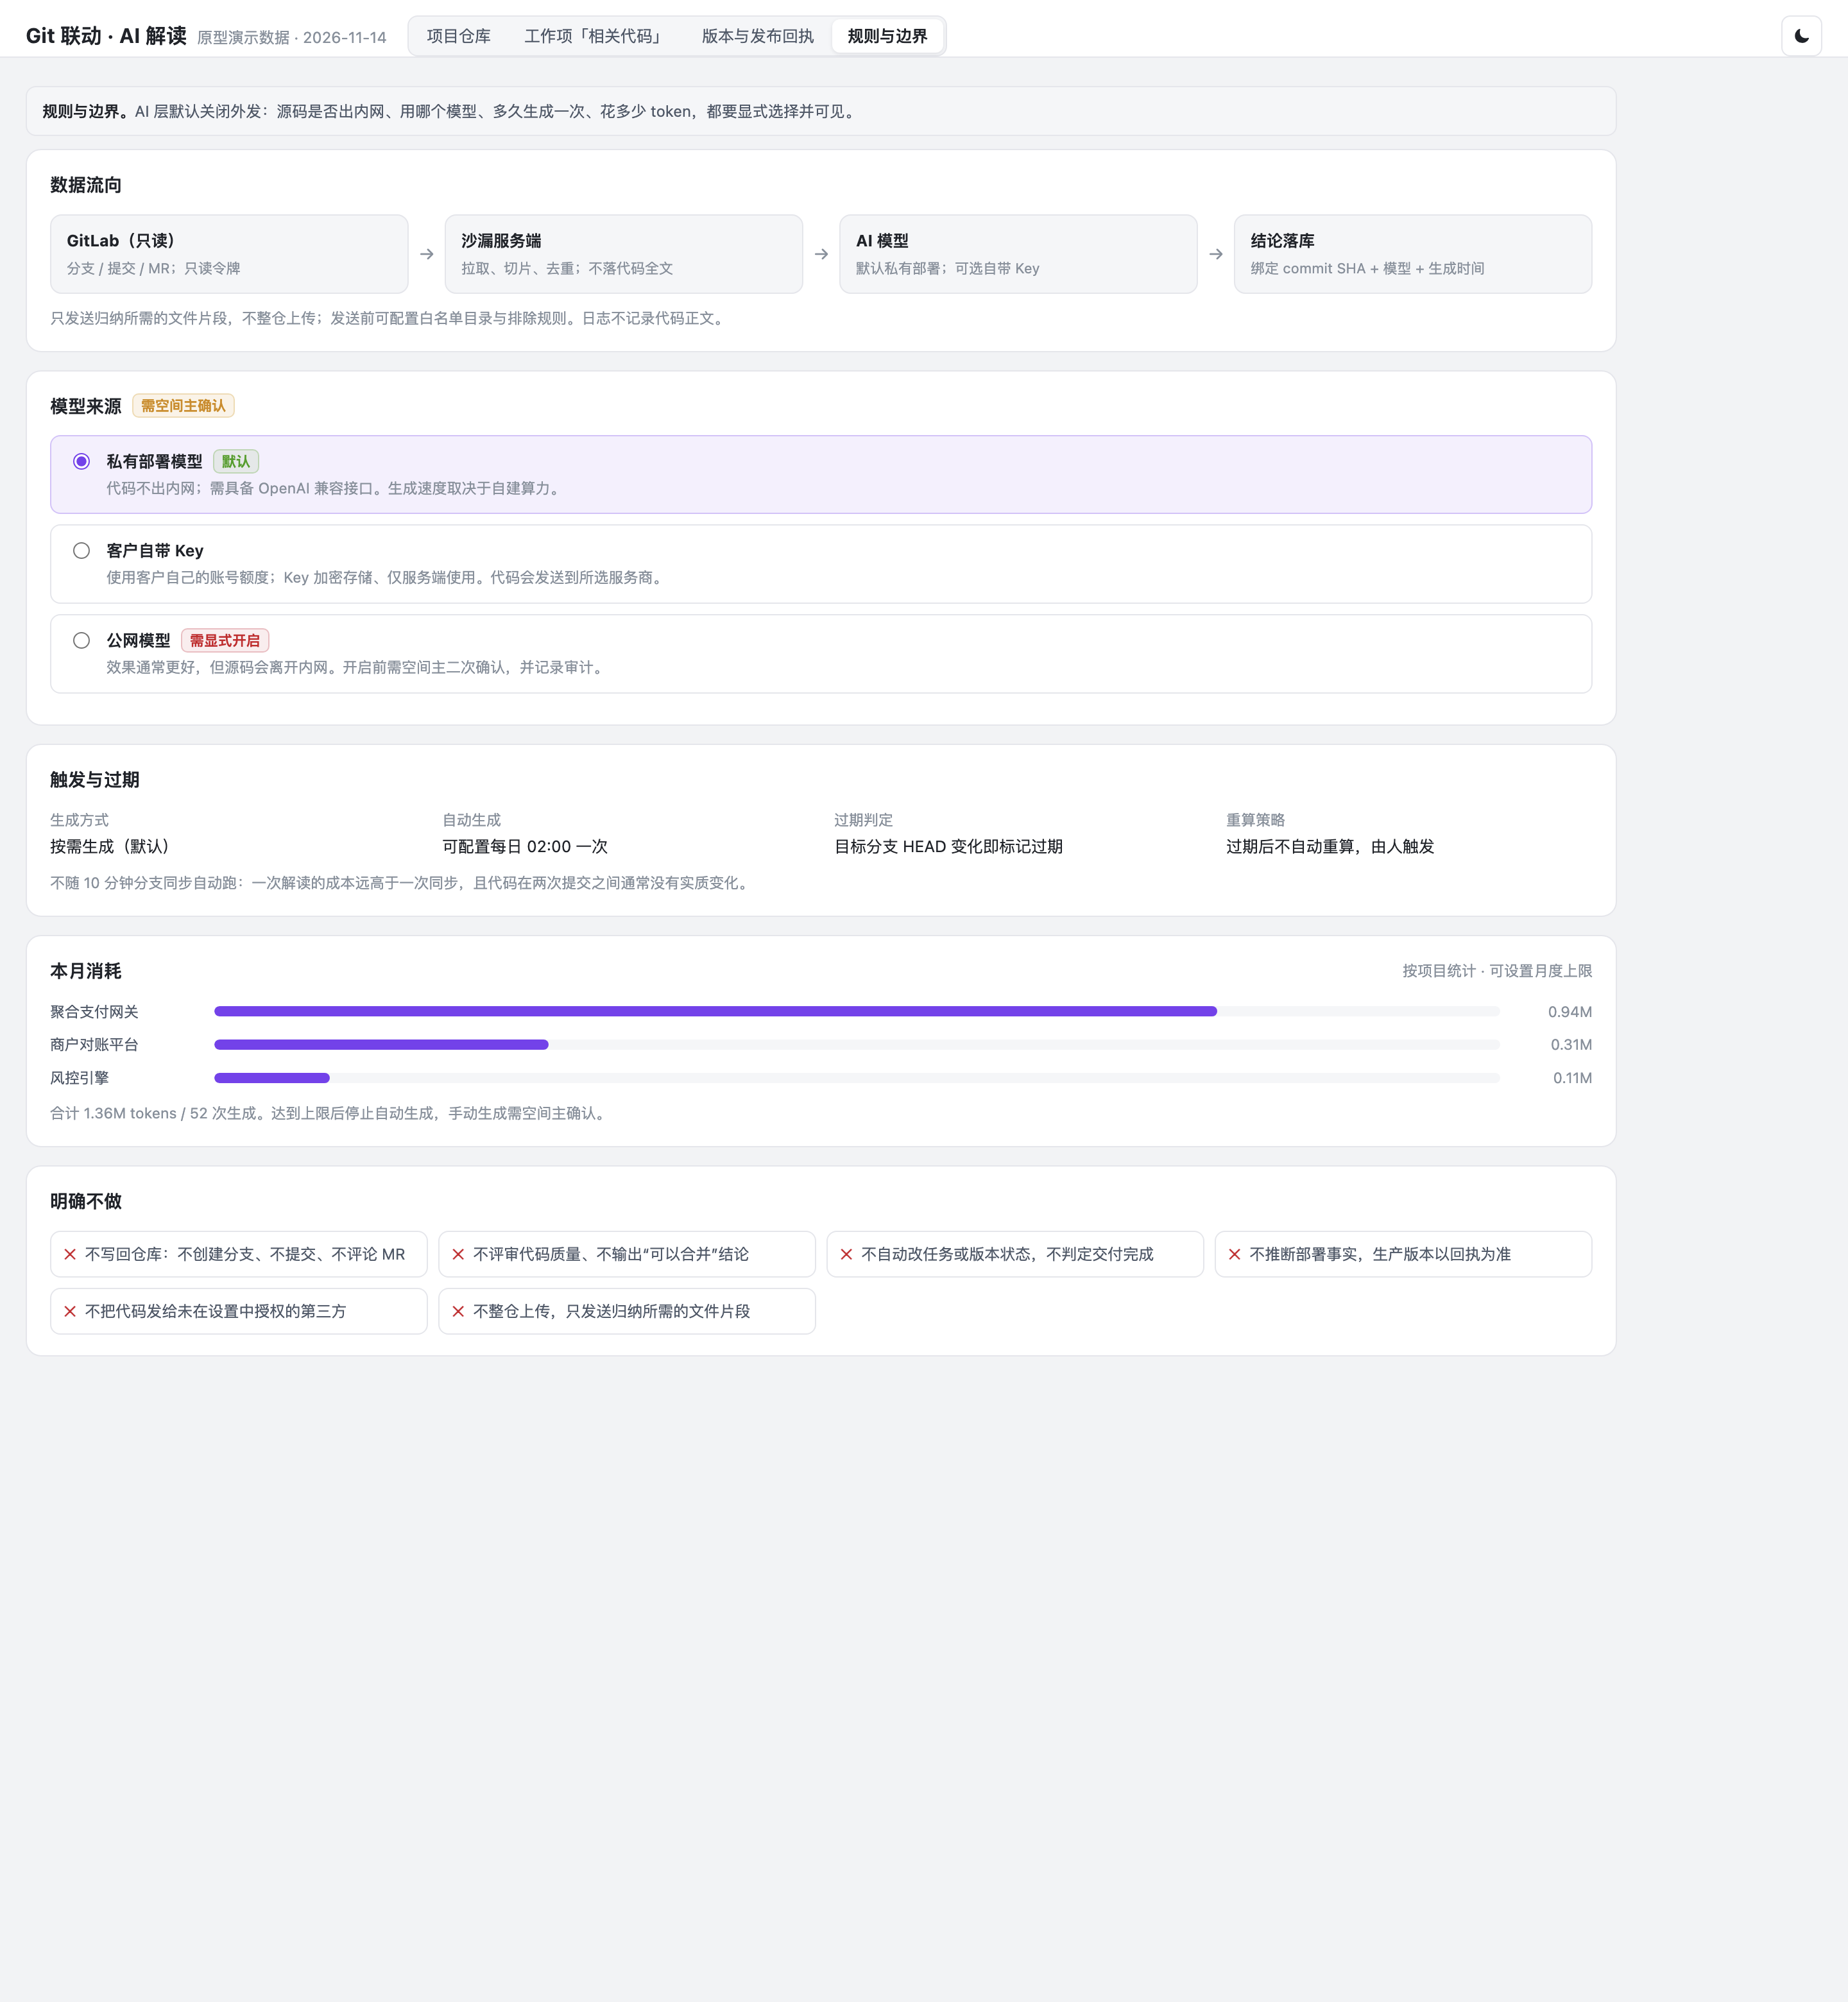 Git 联动 · AI 解读 原型演示数据 · 2026-11-14 项目仓库 工作项「相关代码」 版本与发布回执 规则与边界
规则与边界。AI 层默认关闭外发：源码是否出内网、用哪个模型、多久生成一次、花多少 token，都要显式选择并可见。
数据流向
GitLab（只读） → 沙漏服务端 → AI 模型 → 结论落库
分支 / 提交 / MR；只读令牌 拉取、切片、去重；不落代码全文 默认私有部署；可选自带 Key 绑定 commit SHA + 模型 + 生成时间
只发送归纳所需的文件片段，不整仓上传；发送前可配置白名单目录与排除规则。日志不记录代码正文。
模型来源 需空间主确认
私有部署模型 默认
代码不出内网；需具备 OpenAI 兼容接口。生成速度取决于自建算力。
客户自带 Key
使用客户自己的账号额度；Key 加密存储、仅服务端使用。代码会发送到所选服务商。
公网模型 需显式开启
效果通常更好，但源码会离开内网。开启前需空间主二次确认，并记录审计。
触发与过期
生成方式 自动生成 过期判定 重算策略
按需生成（默认） 可配置每日 02:00 一次 目标分支 HEAD 变化即标记过期 过期后不自动重算，由人触发
不随 10 分钟分支同步自动跑：一次解读的成本远高于一次同步，且代码在两次提交之间通常没有实质变化。
本月消耗 按项目统计 · 可设置月度上限
聚合支付网关 0.94M
商户对账平台 0.31M
风控引擎 0.11M
合计 1.36M tokens / 52 次生成。达到上限后停止自动生成，手动生成需空间主确认。
明确不做
✕ 不写回仓库：不创建分支、不提交、不评论 MR ✕ 不评审代码质量、不输出“可以合并”结论 ✕ 不自动改任务或版本状态，不判定交付完成 ✕ 不推断部署事实，生产版本以回执为准
✕ 不把代码发给未在设置中授权的第三方 ✕ 不整仓上传，只发送归纳所需的文件片段